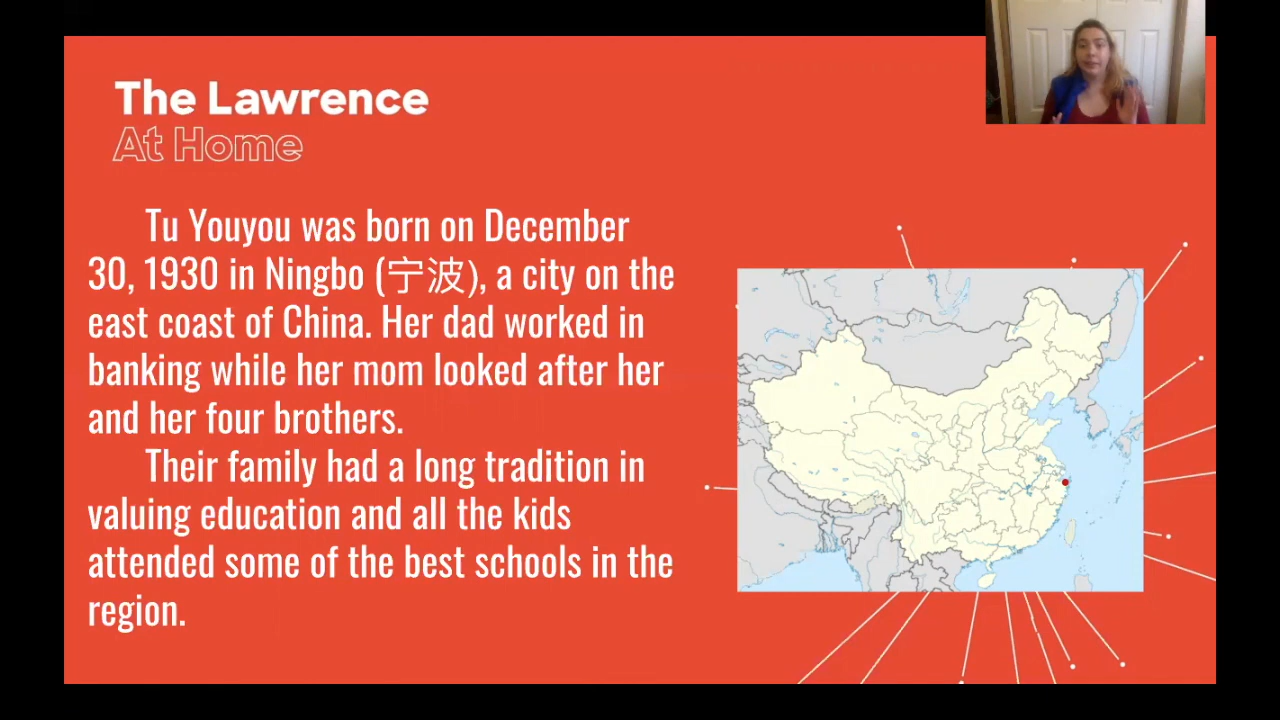 The Lawrence
At Home
Tu Youyou was born on December
30, 1930 in Ningbo (宁波), a city on the
east coast of China. Her dad worked in
banking while her mom looked after her
and her four brothers.
Their family had a long tradition in
valuing education and all the kids
attended some of the best schools in the
region.